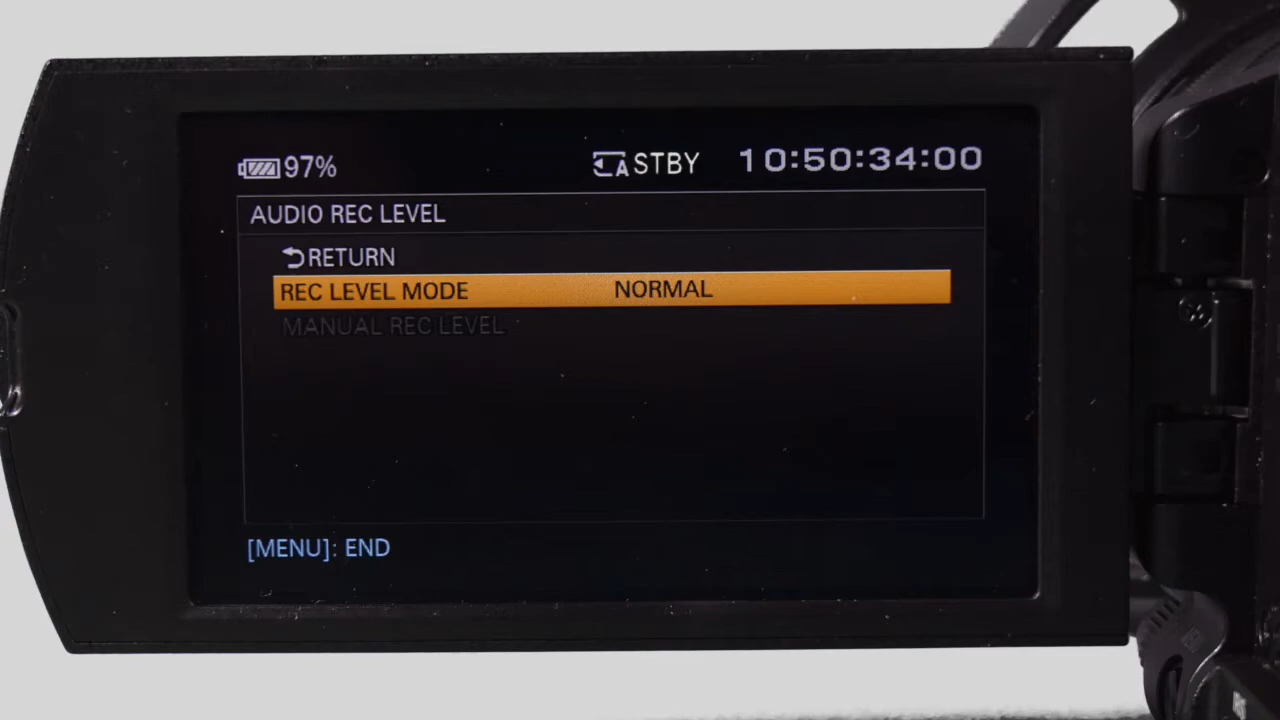 97% A STBY 10:50:34:00
AUDIO REC LEVEL
RETURN
REC LEVEL MODE NORMAL
MANUAL REC LEVEL
[MENU]: END